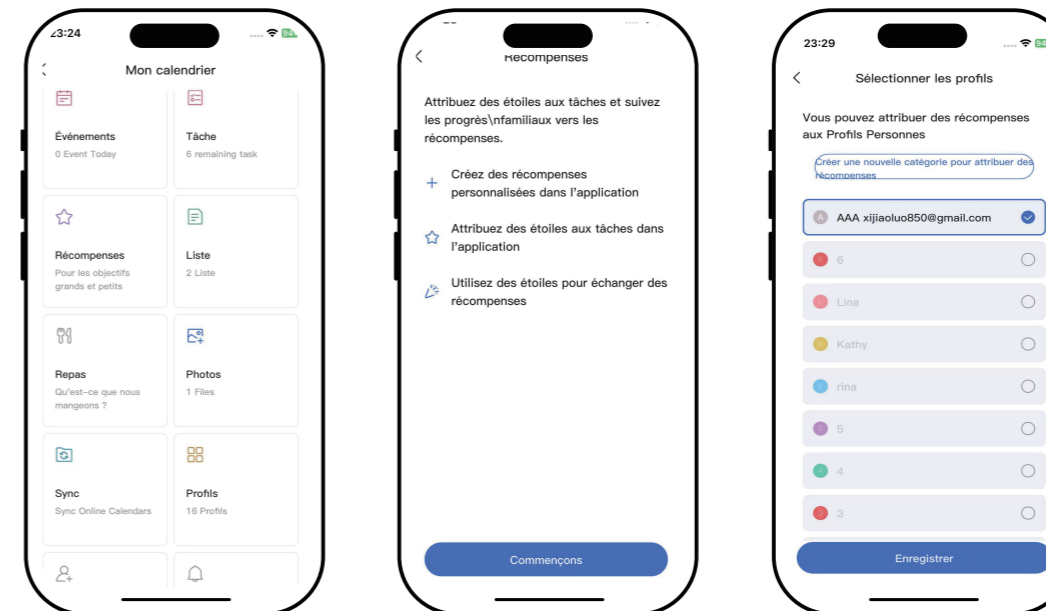 23:24
Mon calendrier
Événements
0 Event Today
Tâche
6 remaining task
Récompenses
Pour les objectifs
grands et petits
Liste
2 Liste
Repas
Qu'est-ce que nous
mangeons ?
Photos
1 Files
Sync
Sync Online Calendars
Profils
16 Profils
Récompenses
Attribuez des étoiles aux tâches et suivez
les progrès\nfamiliaux vers les
récompenses.
Créez des récompenses
personnalisées dans l'application
Attribuez des étoiles aux tâches dans
l'application
Utilisez des étoiles pour échanger des
récompenses
Commençons
23:29
94
Sélectionner les profils
Vous pouvez attribuer des récompenses
aux Profils Personnes
Créer une nouvelle catégorie pour attribuer des
récompenses
A AAA xijiaoluo850@gmail.com
6 6
Lina
Kathy
rina
5
4
3 3
Enregistrer